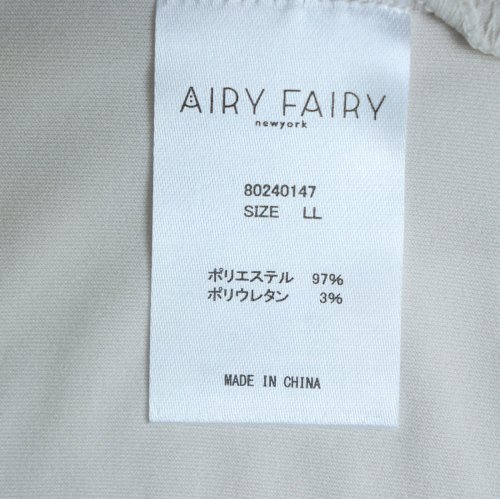 AIRY FAIRY
newyork
80240147
SIZE LL
ポリエステル 97%
ポリウレタン 3%
MADE IN CHINA